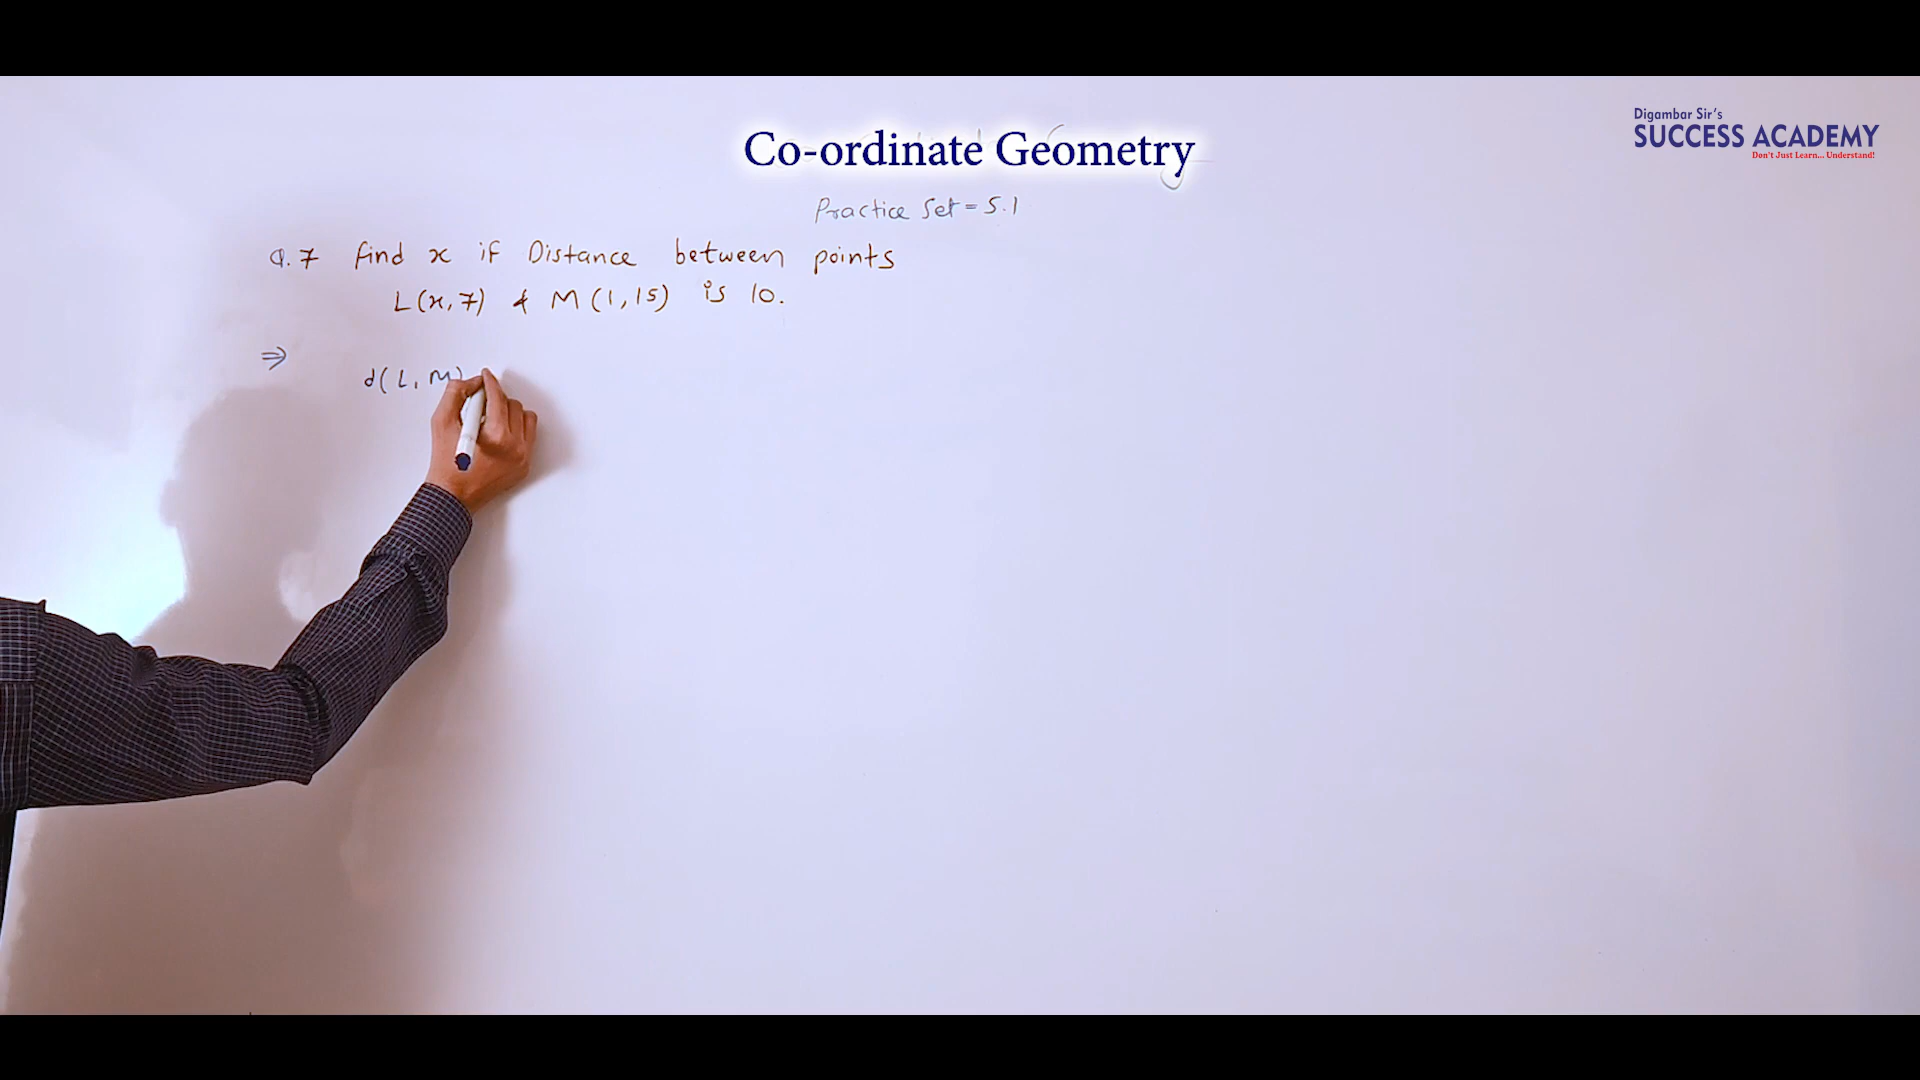 Digambar Sir's
SUCCESS ACADEMY
Don't Just Learn... Understand!
Co-ordinate Geometry
Practice Set = 5.1
Q.7 find x if Distance between points
L(x,7) & M(1,15) is 10.
⇒
d(L, M)